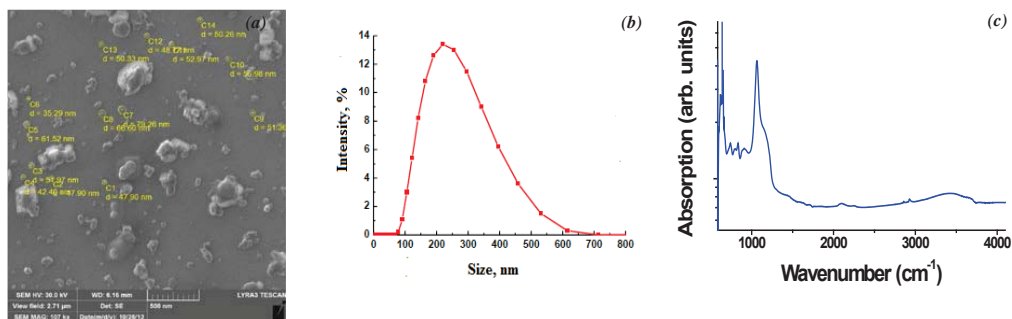 (a)
C14
d = 50.26 nm
C12
C13
d = 50.33 nm
d = 52.97 nm
C10
C6
d = 35.29 nm
C5
d = 61.52 nm
C8
d = 66.60 nm
C7
C9
C3
C1
d = 47.90 nm
SEM HV: 30.0 kV
WD: 6.16 mm
LYRA3 TESCAN
View field: 2.71 µm
Det: SE
500 nm
SEM MAG: 107 kx
(b)
Intensity, %
14
12
10
8
6
4
2
0
0 100 200 300 400 500 600 700 800
Size, nm
(c)
Absorption (arb. units)
1000 2000 3000 4000
Wavenumber (cm⁻¹)